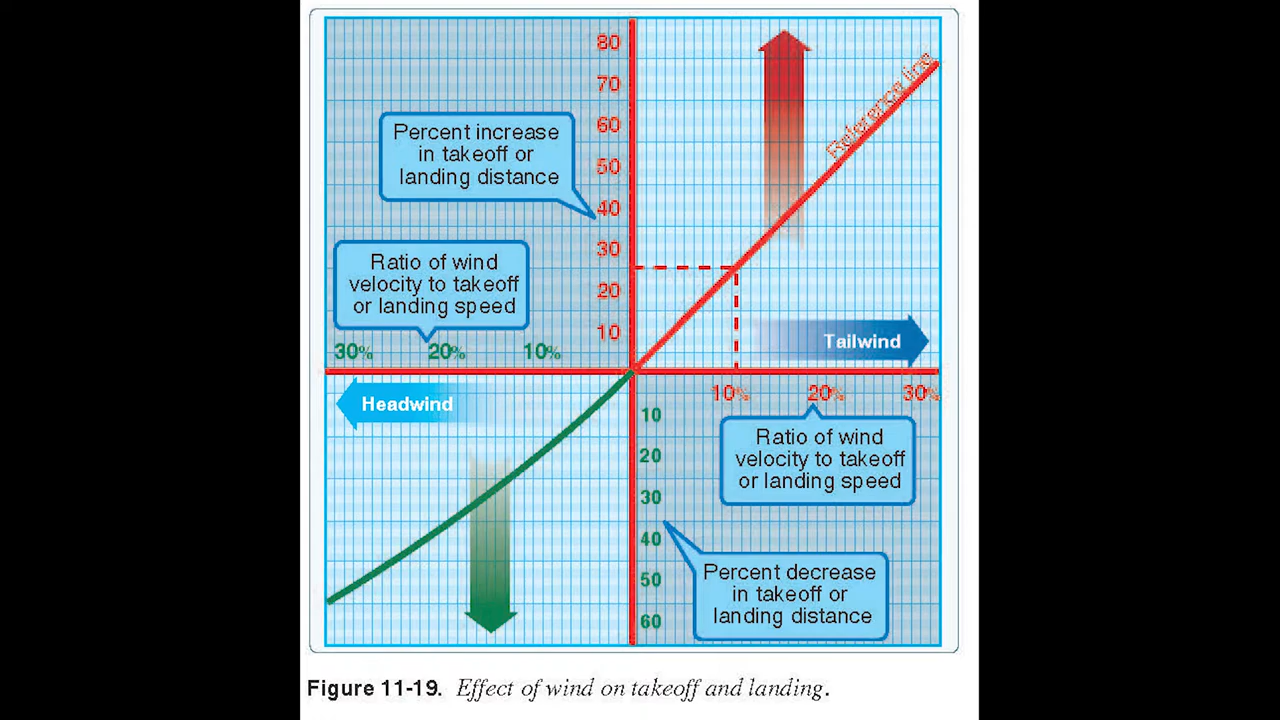 80
70
60
50
40
30
20
10
Percent increase
in takeoff or
landing distance
Reference line
Ratio of wind
velocity to takeoff
or landing speed
30% 20% 10%
Tailwind
Headwind
10% 20% 30%
10
20
30
40
50
60
Ratio of wind
velocity to takeoff
or landing speed
Percent decrease
in takeoff or
landing distance
Figure 11-19. Effect of wind on takeoff and landing.